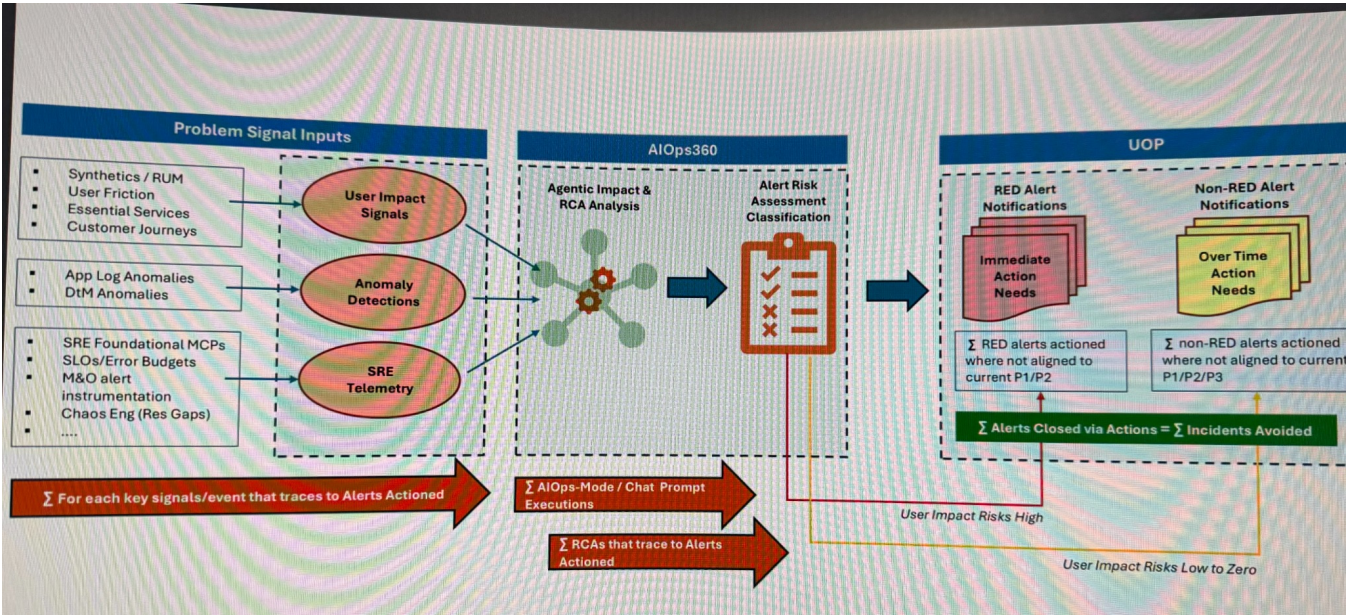 Problem Signal Inputs
Synthetics / RUM
User Friction
Essential Services
Customer Journeys
App Log Anomalies
DtM Anomalies
SRE Foundational MCPs
SLOs/Error Budgets
M&O alert
instrumentation
Chaos Eng (Res Gaps)
....
User Impact
Signals
Anomaly
Detections
SRE
Telemetry
∑ For each key signals/event that traces to Alerts Actioned
AIOps360
Agentic Impact &
RCA Analysis
Alert Risk
Assessment
Classification
∑ AIOps-Mode / Chat Prompt
Executions
∑ RCAs that trace to Alerts
Actioned
UOP
RED Alert
Notifications
Immediate
Action
Needs
∑ RED alerts actioned
where not aligned to
current P1/P2
Non-RED Alert
Notifications
Over Time
Action
Needs
∑ non-RED alerts actioned
where not aligned to current
P1/P2/P3
∑ Alerts Closed via Actions = ∑ Incidents Avoided
User Impact Risks High
User Impact Risks Low to Zero